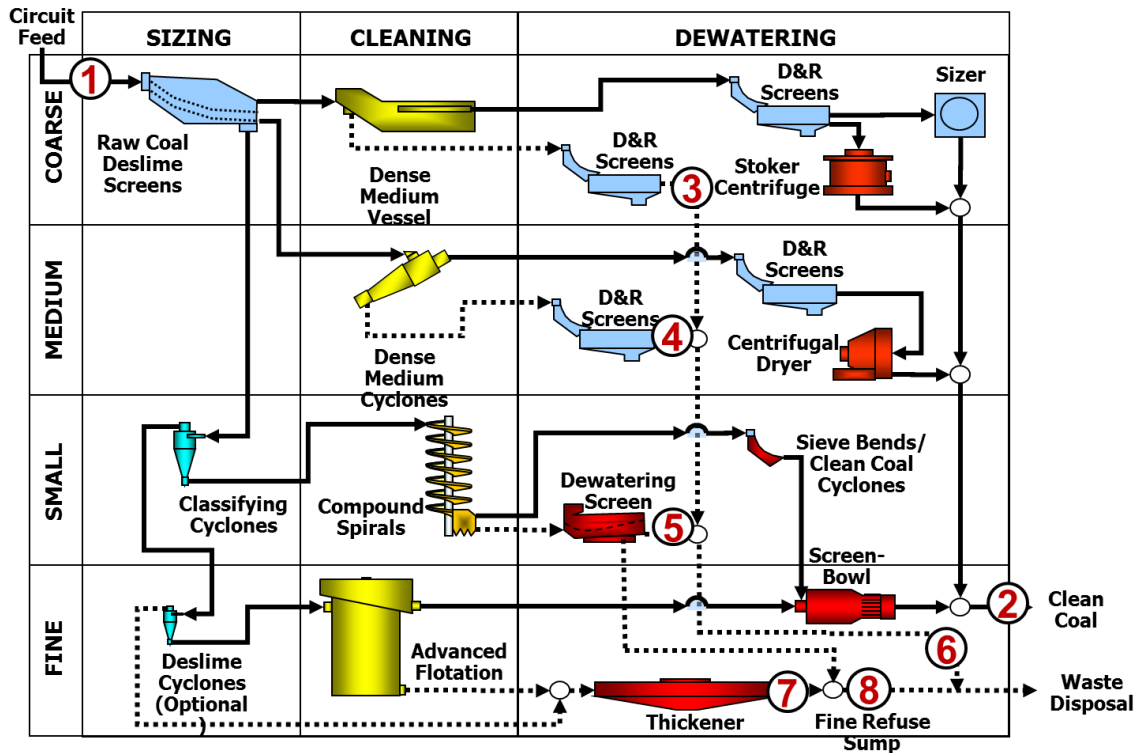 Circuit
Feed
SIZING
CLEANING
DEWATERING
COARSE
1
Raw Coal
Deslime
Screens
Dense
Medium
Vessel
D&R
Screens
3
D&R
Screens
Sizer
Stoker
Centrifuge
MEDIUM
Dense
Medium
Cyclones
D&R
Screens
4
D&R
Screens
Centrifugal
Dryer
SMALL
Classifying
Cyclones
Compound
Spirals
Dewatering
Screen
5
Sieve Bends/
Clean Coal
Cyclones
FINE
Screen-
Bowl
2
Clean
Coal
Deslime
Cyclones
(Optional
)
Advanced
Flotation
6
7
8
Thickener
Fine Refuse
Sump
Waste
Disposal